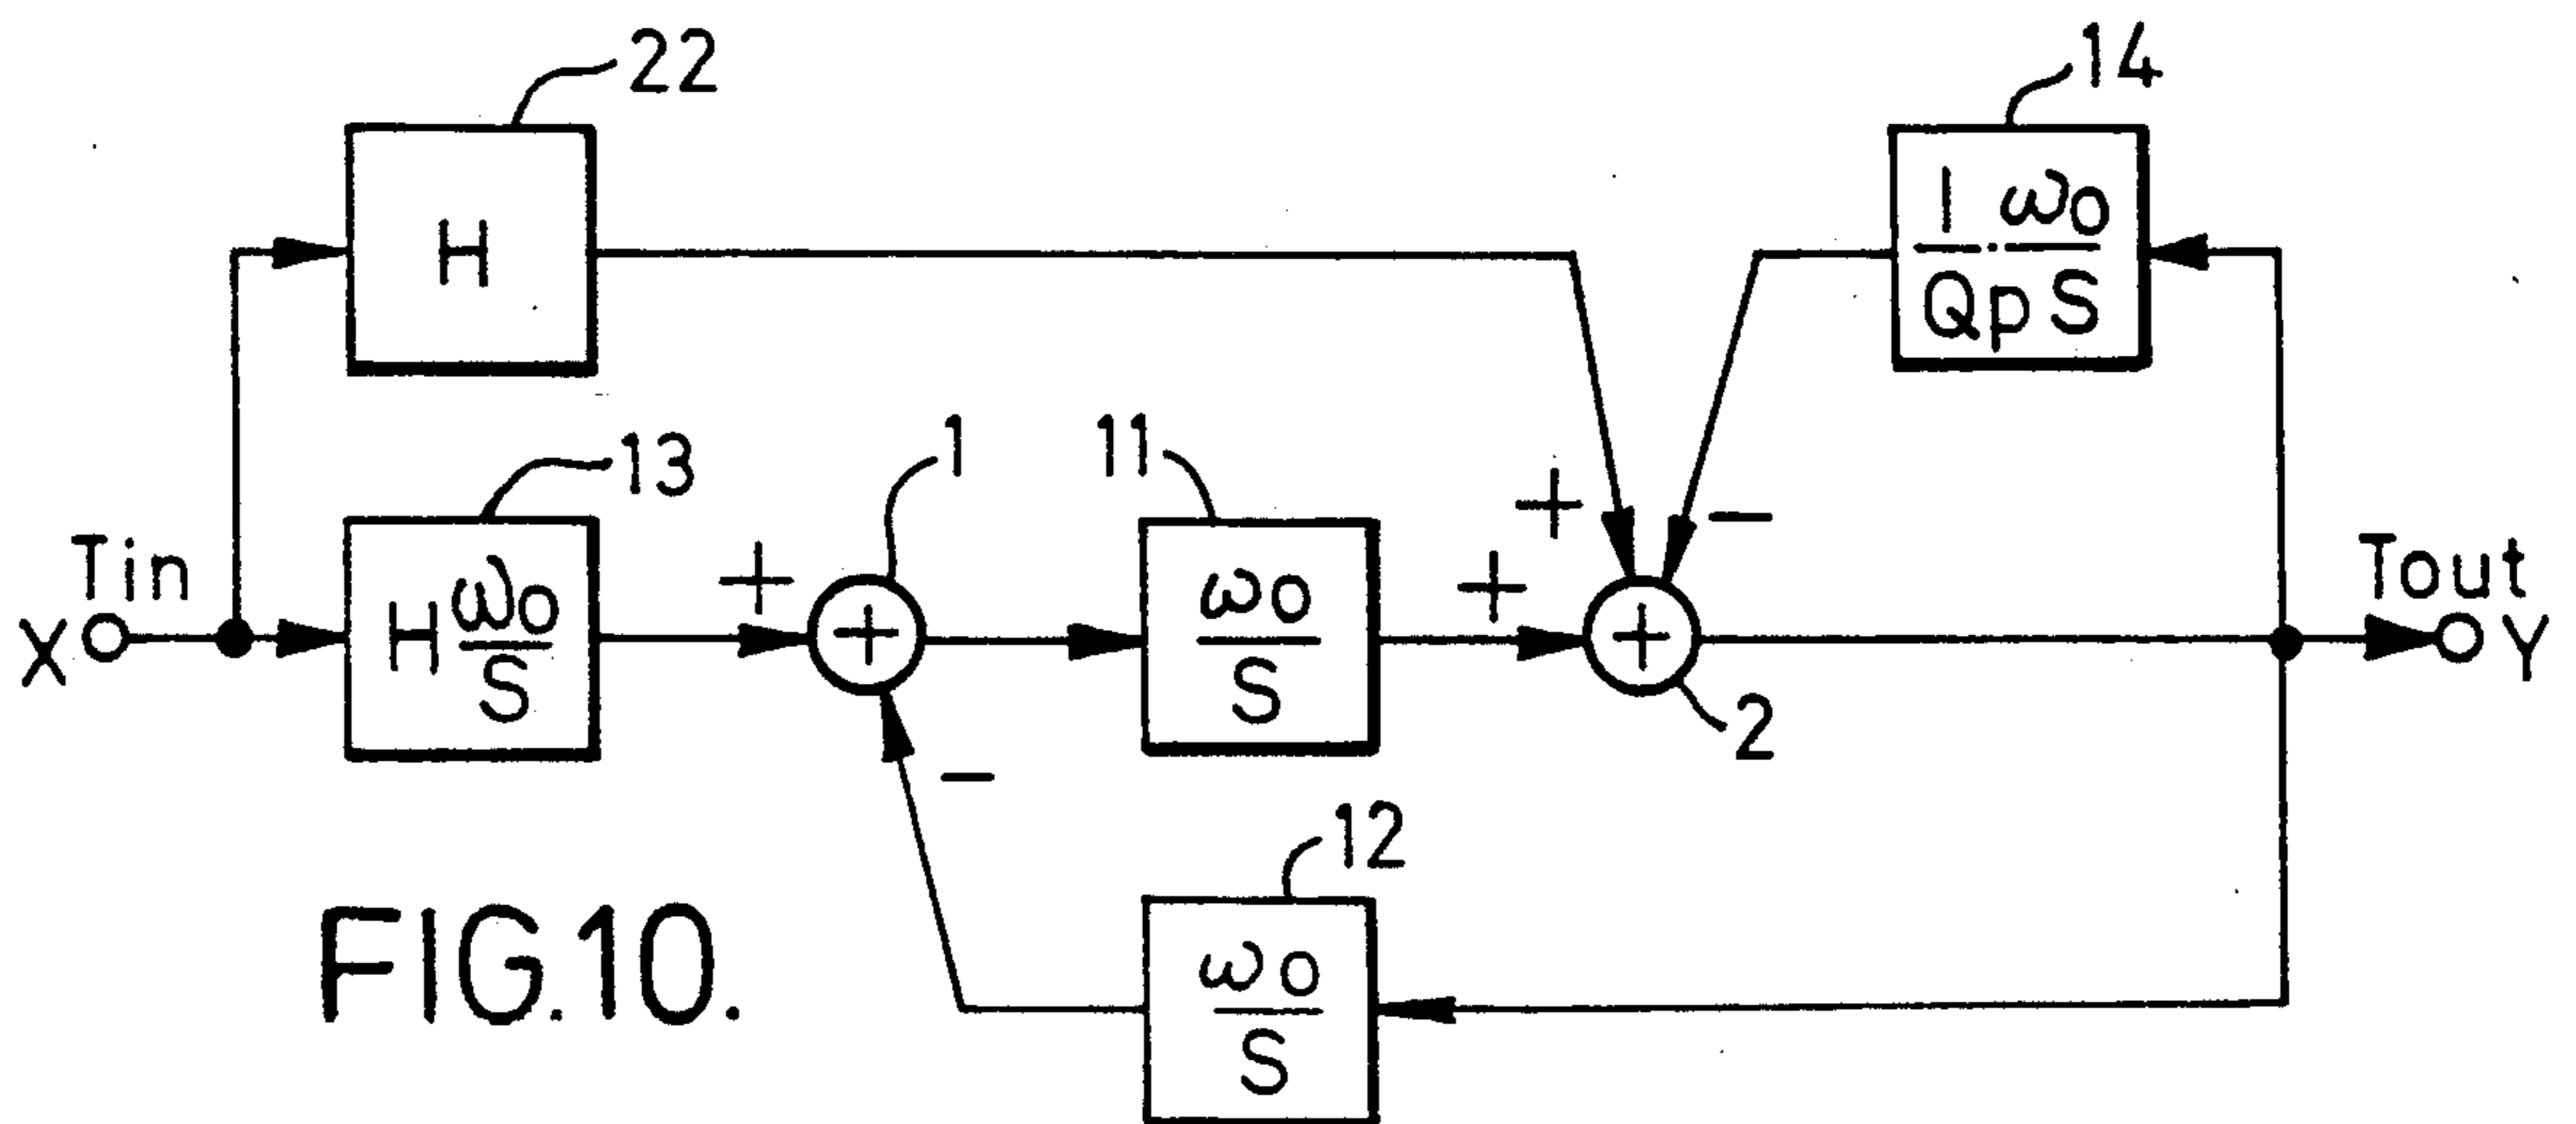 22
14
H
1 ω0
Qp S
13
1
11
+
−
Tin
Tout
X
H ω0
S
+
+
ω0
S
+
+
Y
2
−
12
ω0
S
FIG.10.